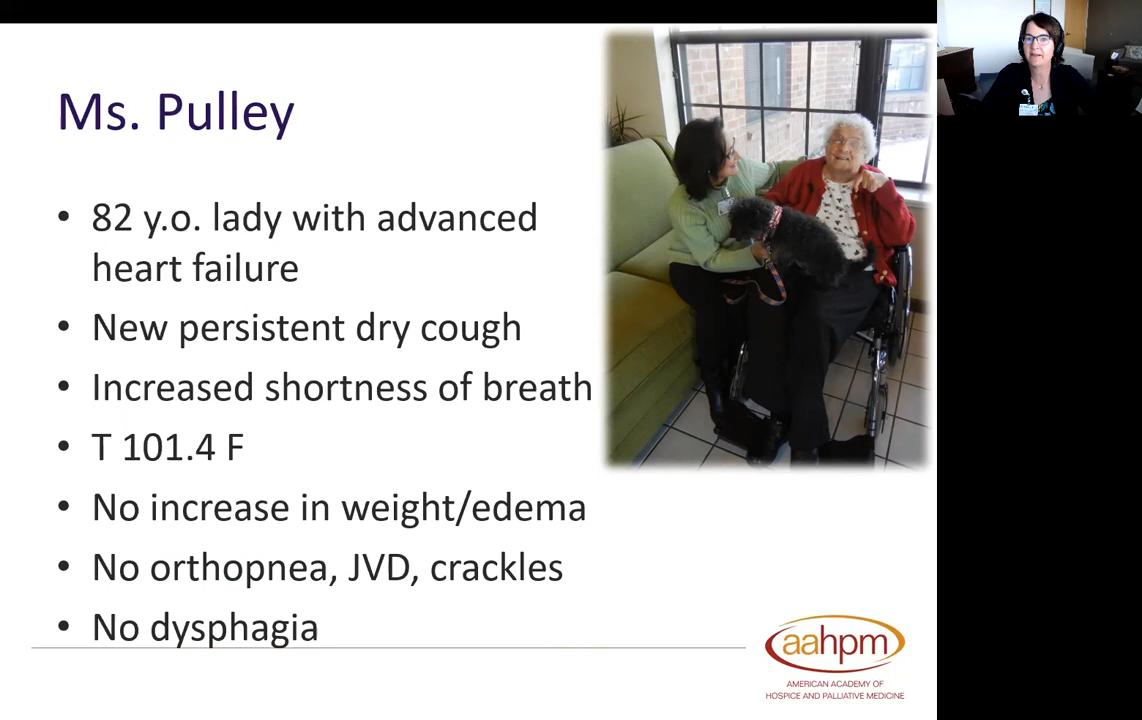 Ms. Pulley
• 82 y.o. lady with advanced
heart failure
• New persistent dry cough
• Increased shortness of breath
• T 101.4 F
• No increase in weight/edema
• No orthopnea, JVD, crackles
• No dysphagia
aahpm
AMERICAN ACADEMY OF
HOSPICE AND PALLIATIVE MEDICINE